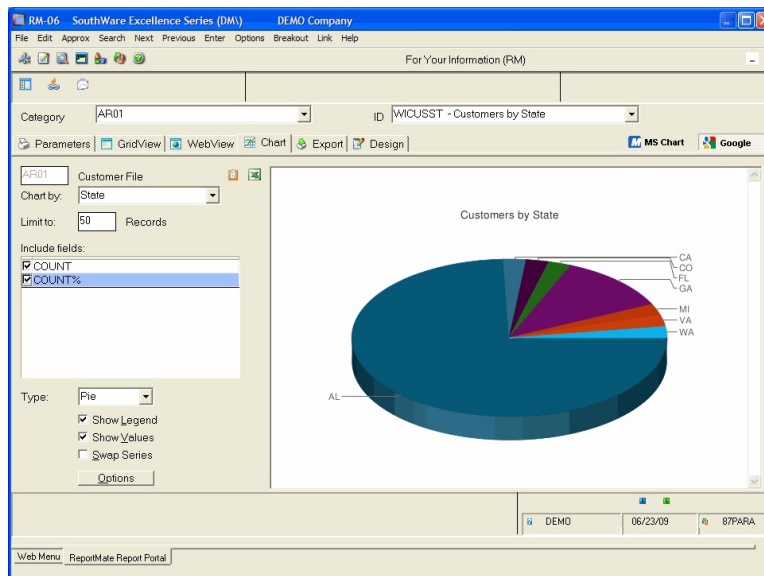 RM-06 SouthWare Excellence Series (DM\) DEMO Company
File Edit Approx Search Next Previous Enter Options Breakout Link Help
For Your Information (RM)
Category AR01 ID WICUSST - Customers by State
Parameters GridView WebView Chart Export Design MS Chart Google
AR01 Customer File
Chart by: State
Limit to: 50 Records
Include fields:
COUNT
COUNT%
Type: Pie
Show Legend
Show Values
Swap Series
Options
Customers by State
CA
CO
FL
GA
MI
VA
WA
AL
DEMO 06/23/09 87PARA
Web Menu ReportMate Report Portal